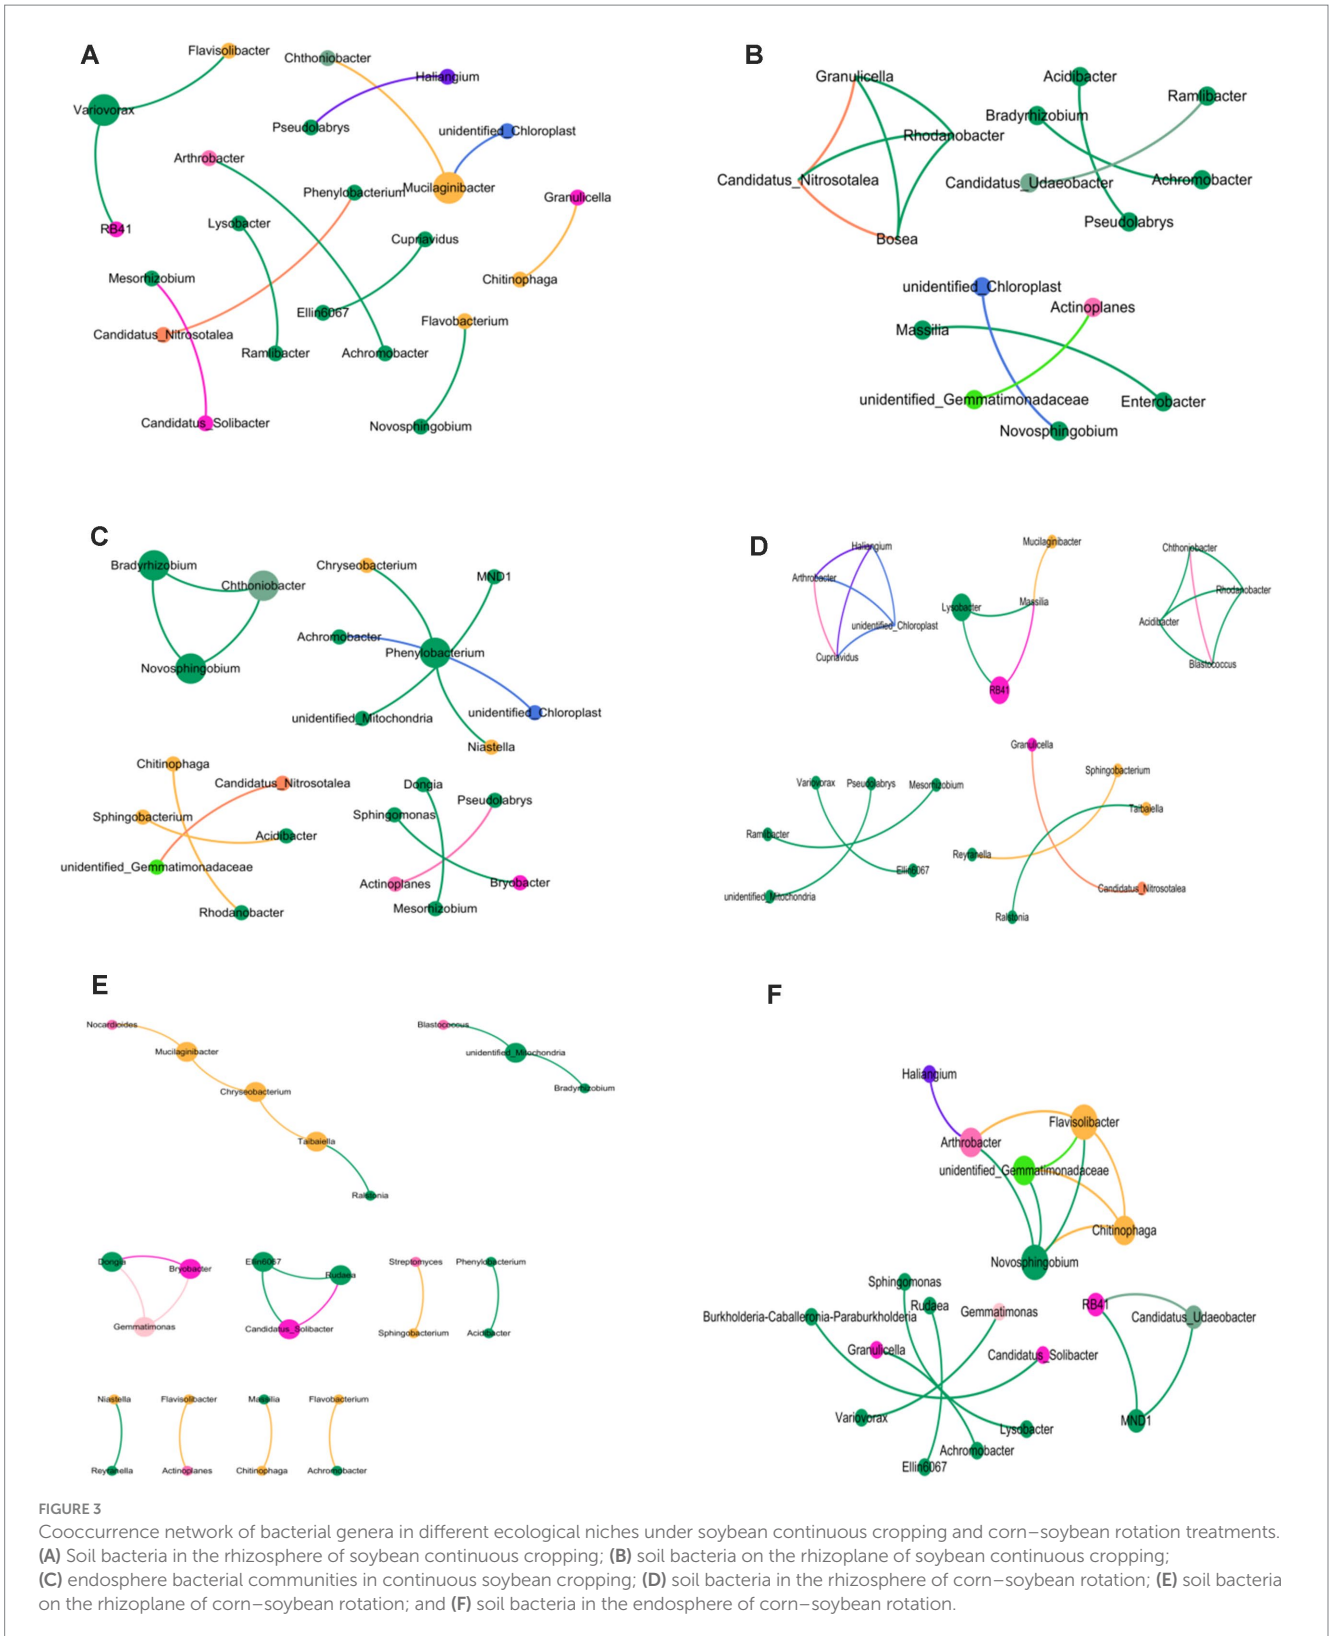 A
Flavisolibacter
Chthoniobacter
Haliangium
Variovorax
Pseudolabrys
unidentified_Chloroplast
Arthrobacter
Phenylobacterium
Mucilaginibacter
Granulicella
RB41
Lysobacter
Cupriavidus
Mesorhizobium
Chitinophaga
Ellin6067
Candidatus_Nitrosotalea
Flavobacterium
Ramlibacter
Achromobacter
Candidatus_Solibacter
Novosphingobium
B
Granulicella
Acidibacter
Ramlibacter
Bradyrhizobium
Rhodanobacter
Candidatus_Nitrosotalea
Candidatus_Udaeobacter
Achromobacter
Pseudolabrys
Bosea
unidentified_Chloroplast
Actinoplanes
Massilia
unidentified_Gemmatimonadaceae
Enterobacter
Novosphingobium
C
Bradyrhizobium
Chthoniobacter
Novosphingobium
Chryseobacterium
MND1
Achromobacter
Phenylobacterium
unidentified_Mitochondria
unidentified_Chloroplast
Niastella
Chitinophaga
Candidatus_Nitrosotalea
Sphingobacterium
Acidibacter
unidentified_Gemmatimonadaceae
Rhodanobacter
Dongia
Pseudolabrys
Sphingomonas
Actinoplanes
Bryobacter
Mesorhizobium
D
Haliangium
Arthrobacter
unidentified_Chloroplast
Cupriavidus
Mucilaginibacter
Lysobacter
Massilia
RB41
Chthoniobacter
Rhodanobacter
Acidibacter
Blastococcus
Variovorax
Pseudolabrys
Mesorhizobium
Ramlibacter
Ellin6067
unidentified_Mitochondria
Granulicella
Sphingobacterium
Taibaiella
Reyranella
Candidatus_Nitrosotalea
Ralstonia
E
Nocardioides
Mucilaginibacter
Chryseobacterium
Taibaiella
Ralstonia
Blastococcus
unidentified_Mitochondria
Bradyrhizobium
Dongia
Bryobacter
Gemmatimonas
Ellin6067
Rudaea
Candidatus_Solibacter
Streptomyces
Sphingobacterium
Phenylobacterium
Acidibacter
Niastella
Reyranella
Flavisolibacter
Actinoplanes
Massilia
Chitinophaga
Flavobacterium
Achromobacter
F
Haliangium
Flavisolibacter
Arthrobacter
unidentified_Gemmatimonadaceae
Chitinophaga
Novosphingobium
Sphingomonas
Rudaea
Burkholderia-Caballeronia-Paraburkholderia
Gemmatimonas
Granulicella
Candidatus_Solibacter
Variovorax
Lysobacter
Achromobacter
Ellin6067
RB41
Candidatus_Udaeobacter
MND1
FIGURE 3
Cooccurrence network of bacterial genera in different ecological niches under soybean continuous cropping and corn–soybean rotation treatments.
(A) Soil bacteria in the rhizosphere of soybean continuous cropping; (B) soil bacteria on the rhizoplane of soybean continuous cropping;
(C) endosphere bacterial communities in continuous soybean cropping; (D) soil bacteria in the rhizosphere of corn–soybean rotation; (E) soil bacteria
on the rhizoplane of corn–soybean rotation; and (F) soil bacteria in the endosphere of corn–soybean rotation.